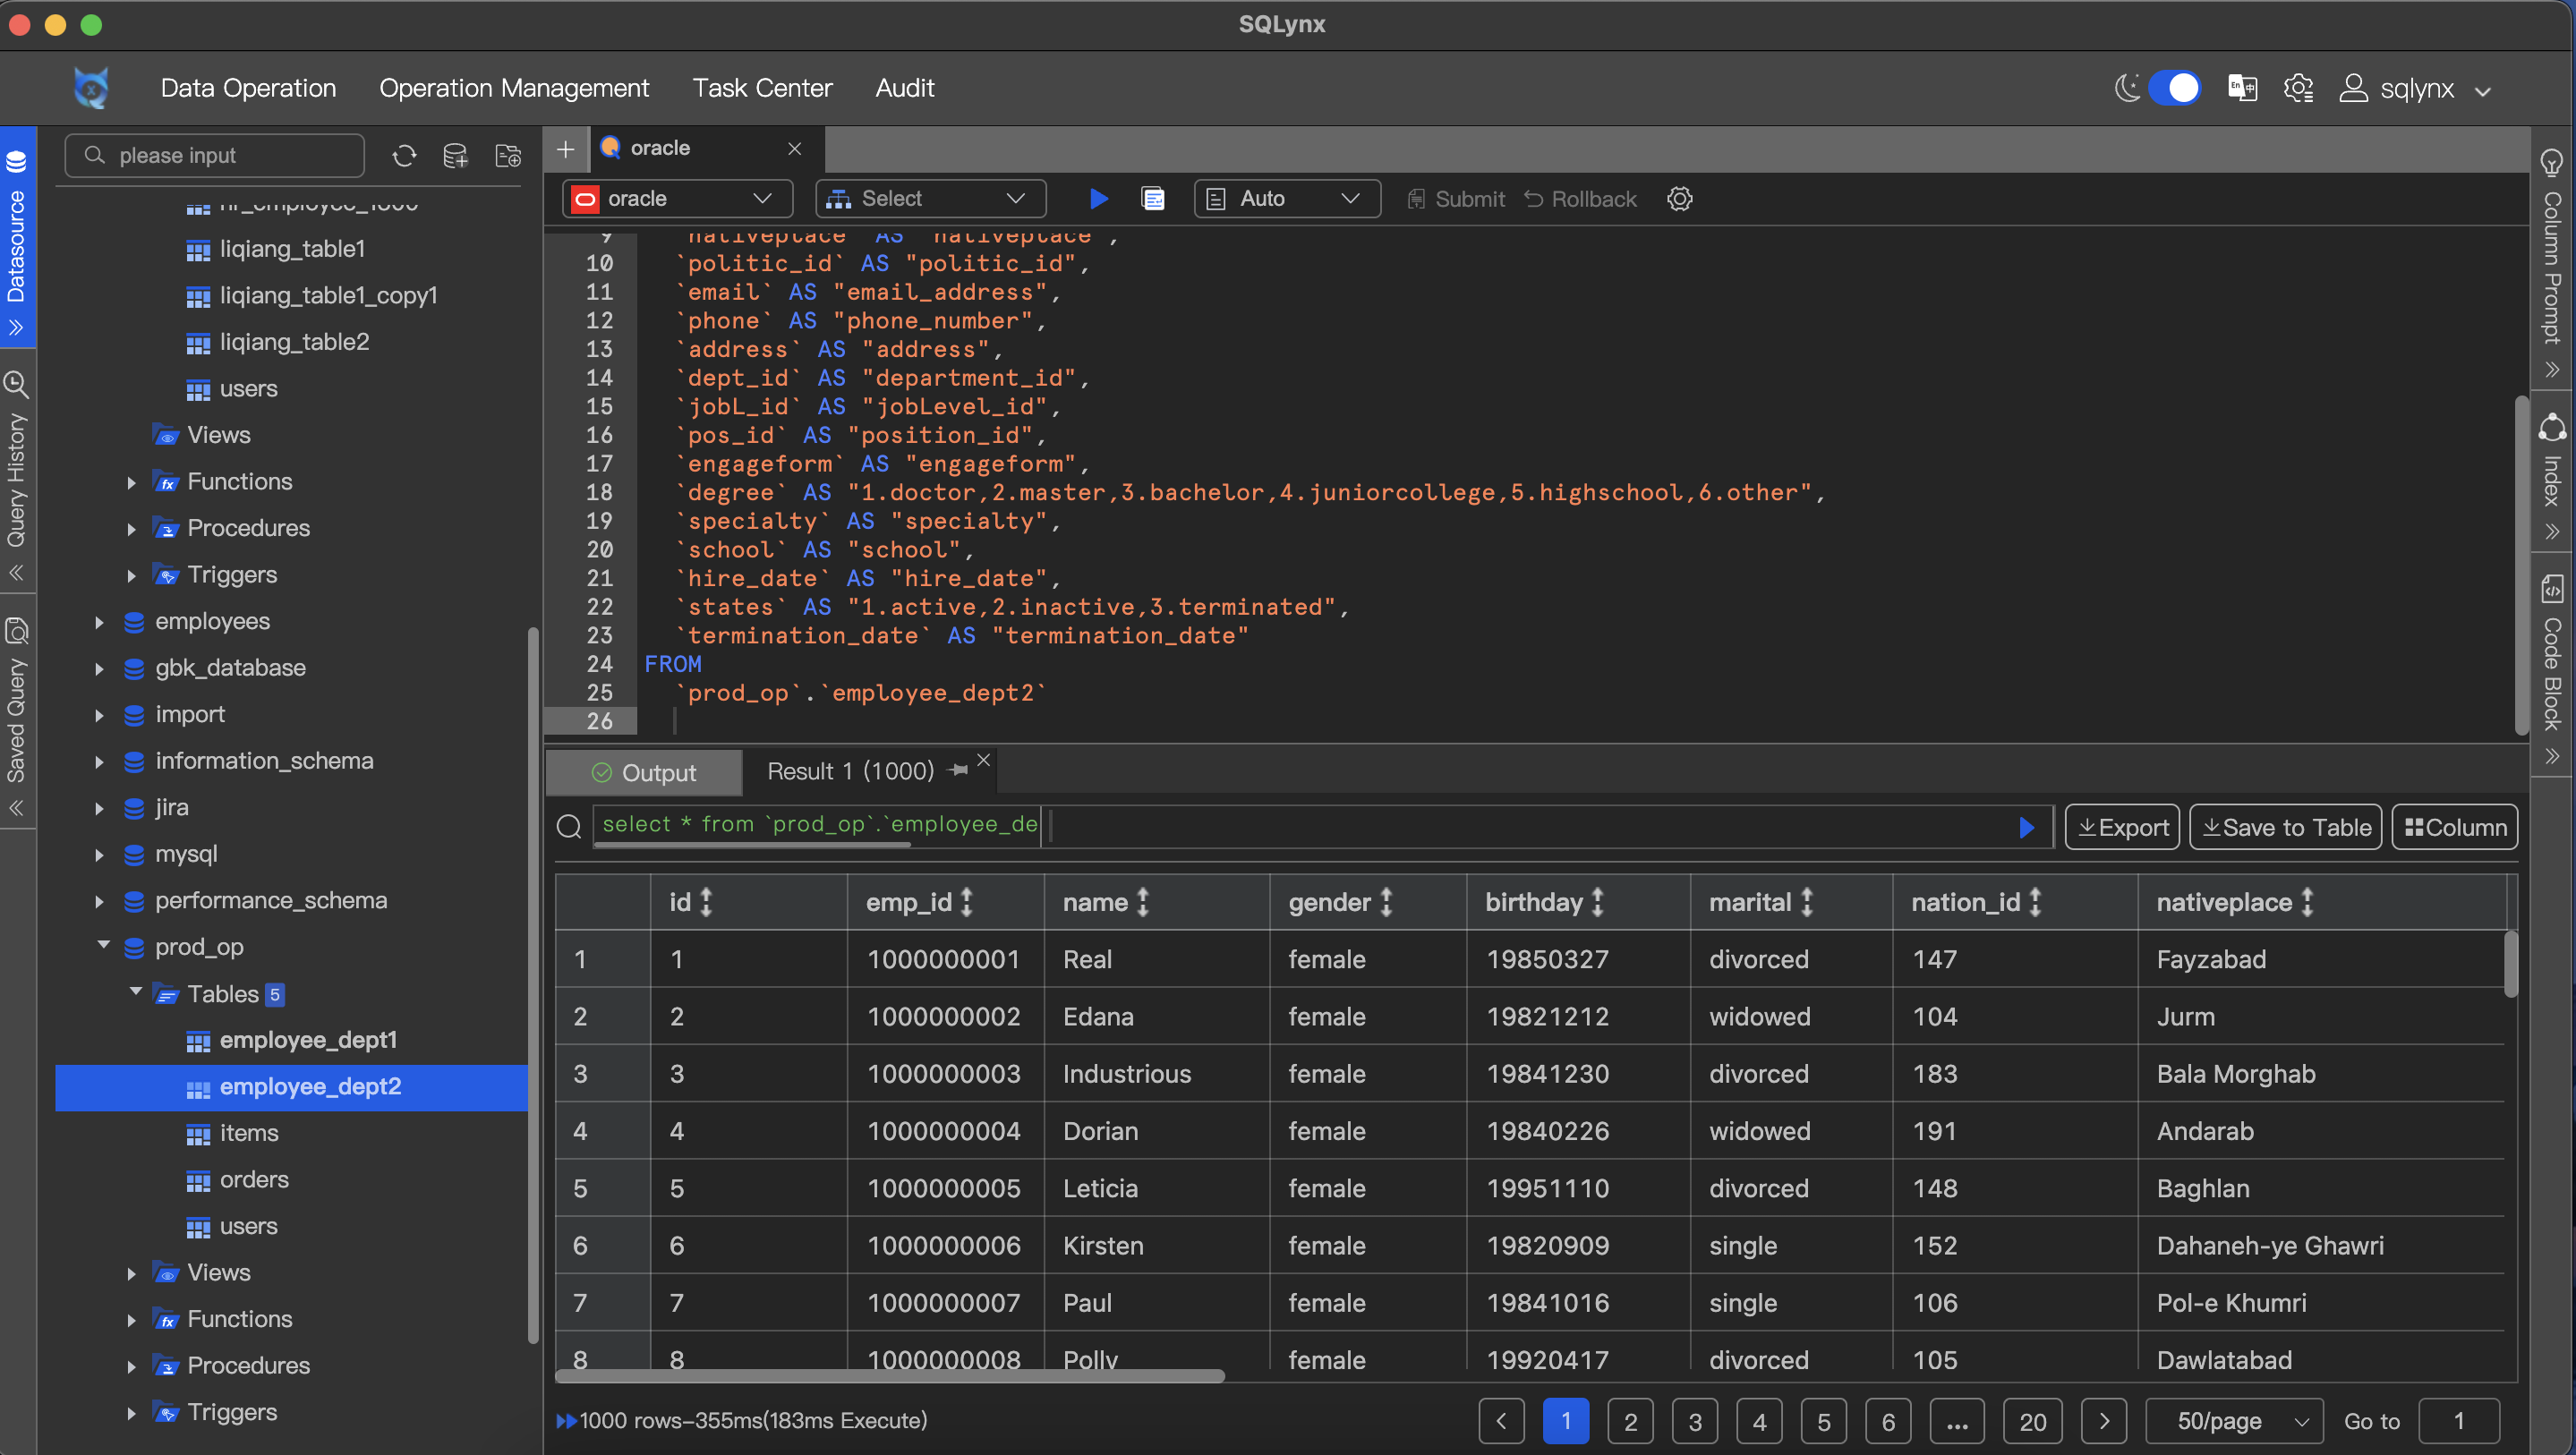 SQLynx
Data Operation Operation Management Task Center Audit
sqlynx
Datasource
Query History
Saved Query
please input
hr_employee_1000
liqiang_table1
liqiang_table1_copy1
liqiang_table2
users
Views
Functions
Procedures
Triggers
employees
gbk_database
import
information_schema
jira
mysql
performance_schema
prod_op
Tables 5
employee_dept1
employee_dept2
items
orders
users
Views
Functions
Procedures
Triggers
+ oracle
oracle Select Auto Submit Rollback
9 `nativeplace` AS "nativeplace",
10 `politic_id` AS "politic_id",
11 `email` AS "email_address",
12 `phone` AS "phone_number",
13 `address` AS "address",
14 `dept_id` AS "department_id",
15 `jobL_id` AS "jobLevel_id",
16 `pos_id` AS "position_id",
17 `engageform` AS "engageform",
18 `degree` AS "1.doctor,2.master,3.bachelor,4.juniorcollege,5.highschool,6.other",
19 `specialty` AS "specialty",
20 `school` AS "school",
21 `hire_date` AS "hire_date",
22 `states` AS "1.active,2.inactive,3.terminated",
23 `termination_date` AS "termination_date"
24 FROM
25 `prod_op`.`employee_dept2`
26
Output Result 1 (1000)
select * from `prod_op`.`employee_de
Export Save to Table Column
id emp_id name gender birthday marital nation_id nativeplace
1 1 1000000001 Real female 19850327 divorced 147 Fayzabad
2 2 1000000002 Edana female 19821212 widowed 104 Jurm
3 3 1000000003 Industrious female 19841230 divorced 183 Bala Morghab
4 4 1000000004 Dorian female 19840226 widowed 191 Andarab
5 5 1000000005 Leticia female 19951110 divorced 148 Baghlan
6 6 1000000006 Kirsten female 19820909 single 152 Dahaneh-ye Ghawri
7 7 1000000007 Paul female 19841016 single 106 Pol-e Khumri
8 8 1000000008 Polly female 19920417 divorced 105 Dawlatabad
1000 rows-355ms(183ms Execute)
< 1 2 3 4 5 6 ... 20 > 50/page Go to 1
Column Prompt
Index
Code Block